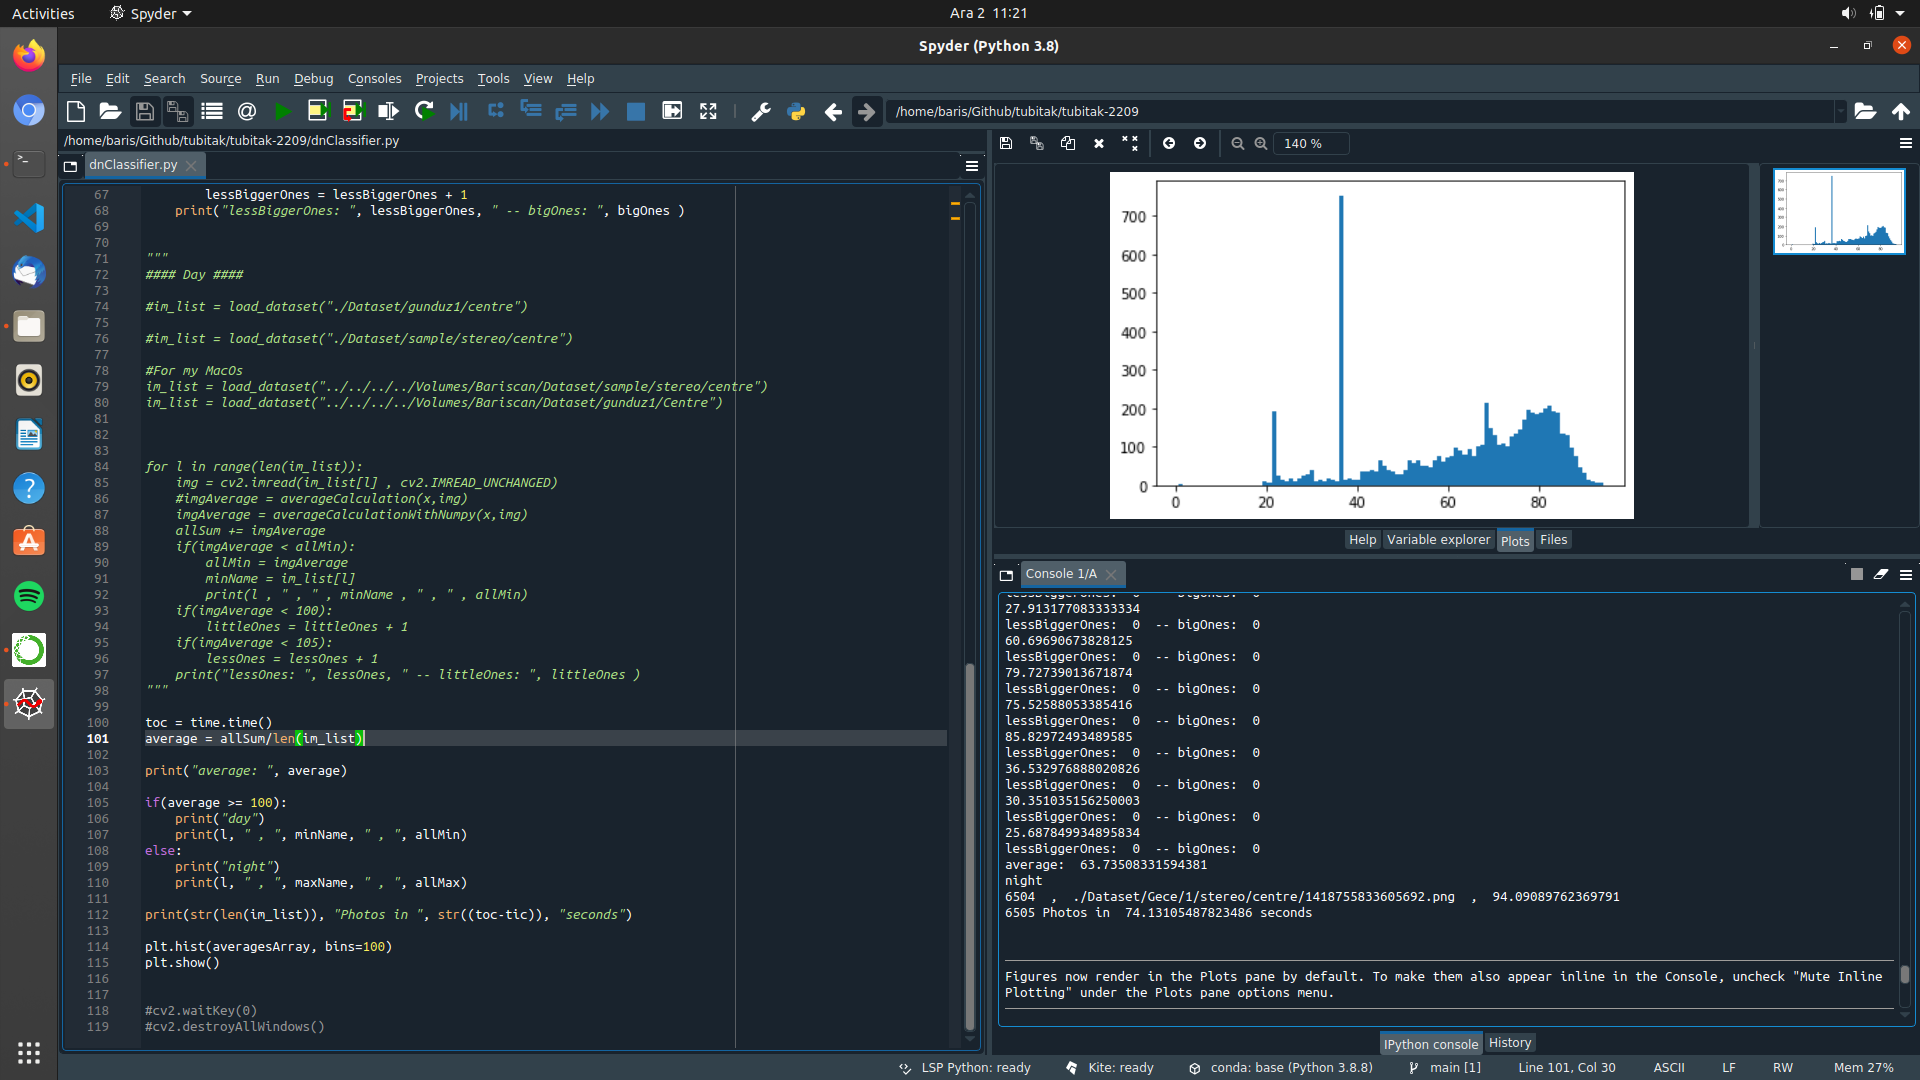 Activities
Spyder
Ara 2  11:21
Spyder (Python 3.8)
File Edit Search Source Run Debug Consoles Projects Tools View Help
/home/baris/Github/tubitak/tubitak-2209
/home/baris/Github/tubitak/tubitak-2209/dnClassifier.py
dnClassifier.py
67         lessBiggerOnes = lessBiggerOnes + 1
68     print("lessBiggerOnes: ", lessBiggerOnes, " -- bigOnes: ", bigOnes )
69
70
71 """
72 #### Day ####
73
74 #im_list = load_dataset("./Dataset/gunduz1/centre")
75
76 #im_list = load_dataset("./Dataset/sample/stereo/centre")
77
78 #For my MacOs
79 im_list = load_dataset("../../../../Volumes/Bariscan/Dataset/sample/stereo/centre")
80 im_list = load_dataset("../../../../Volumes/Bariscan/Dataset/gunduz1/Centre")
81
82
83
84 for l in range(len(im_list)):
85     img = cv2.imread(im_list[l] , cv2.IMREAD_UNCHANGED)
86     #imgAverage = averageCalculation(x,img)
87     imgAverage = averageCalculationWithNumpy(x,img)
88     allSum += imgAverage
89     if(imgAverage < allMin):
90         allMin = imgAverage
91         minName = im_list[l]
92         print(l , " , " , minName , " , " , allMin)
93     if(imgAverage < 100):
94         littleOnes = littleOnes + 1
95     if(imgAverage < 105):
96         lessOnes = lessOnes + 1
97     print("lessOnes: ", lessOnes, " -- littleOnes: ", littleOnes )
98 """
99
100 toc = time.time()
101 average = allSum/len(im_list)
102
103 print("average: ", average)
104
105 if(average >= 100):
106     print("day")
107     print(l, " , ", minName, " , ", allMin)
108 else:
109     print("night")
110     print(l, " , ", maxName, " , ", allMax)
111
112 print(str(len(im_list)), "Photos in ", str((toc-tic)), "seconds")
113
114 plt.hist(averagesArray, bins=100)
115 plt.show()
116
117
118 #cv2.waitKey(0)
119 #cv2.destroyAllWindows()
140 %
700
600
500
400
300
200
100
0
0 20 40 60 80
Help Variable explorer Plots Files
Console 1/A
lessBiggerOnes:  0  -- bigOnes:  0
27.913177083333334
lessBiggerOnes:  0  -- bigOnes:  0
60.69690673828125
lessBiggerOnes:  0  -- bigOnes:  0
79.72739013671874
lessBiggerOnes:  0  -- bigOnes:  0
75.52588053385416
lessBiggerOnes:  0  -- bigOnes:  0
85.82972493489585
lessBiggerOnes:  0  -- bigOnes:  0
36.532976888020826
lessBiggerOnes:  0  -- bigOnes:  0
30.351035156250003
lessBiggerOnes:  0  -- bigOnes:  0
25.687849934895834
lessBiggerOnes:  0  -- bigOnes:  0
average:  63.73508331594381
night
6504  ,  ./Dataset/Gece/1/stereo/centre/1418755833605692.png  ,  94.09089762369791
6505 Photos in  74.13105487823486 seconds
Figures now render in the Plots pane by default. To make them also appear inline in the Console, uncheck "Mute Inline
Plotting" under the Plots pane options menu.
IPython console History
LSP Python: ready
Kite: ready
conda: base (Python 3.8.8)
main [1]
Line 101, Col 30
ASCII
LF
RW
Mem 27%